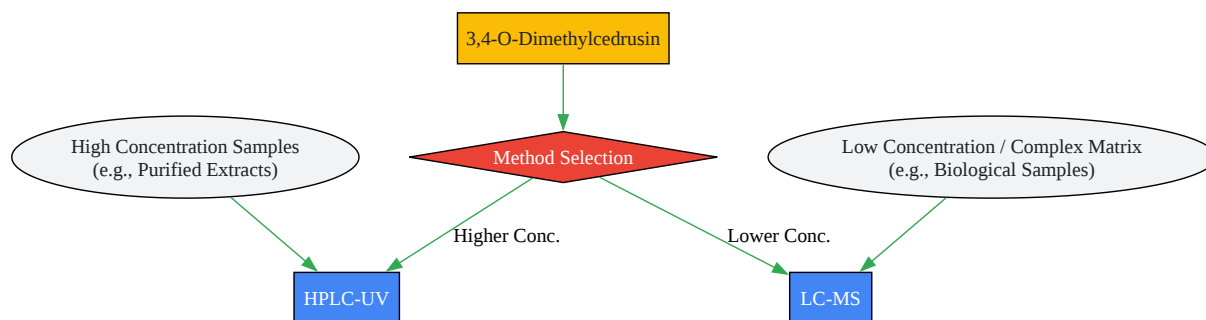 3,4-O-Dimethylcedrusin
High Concentration Samples
(e.g., Purified Extracts)
Method Selection
Low Concentration / Complex Matrix
(e.g., Biological Samples)
Higher Conc.
Lower Conc.
HPLC-UV
LC-MS